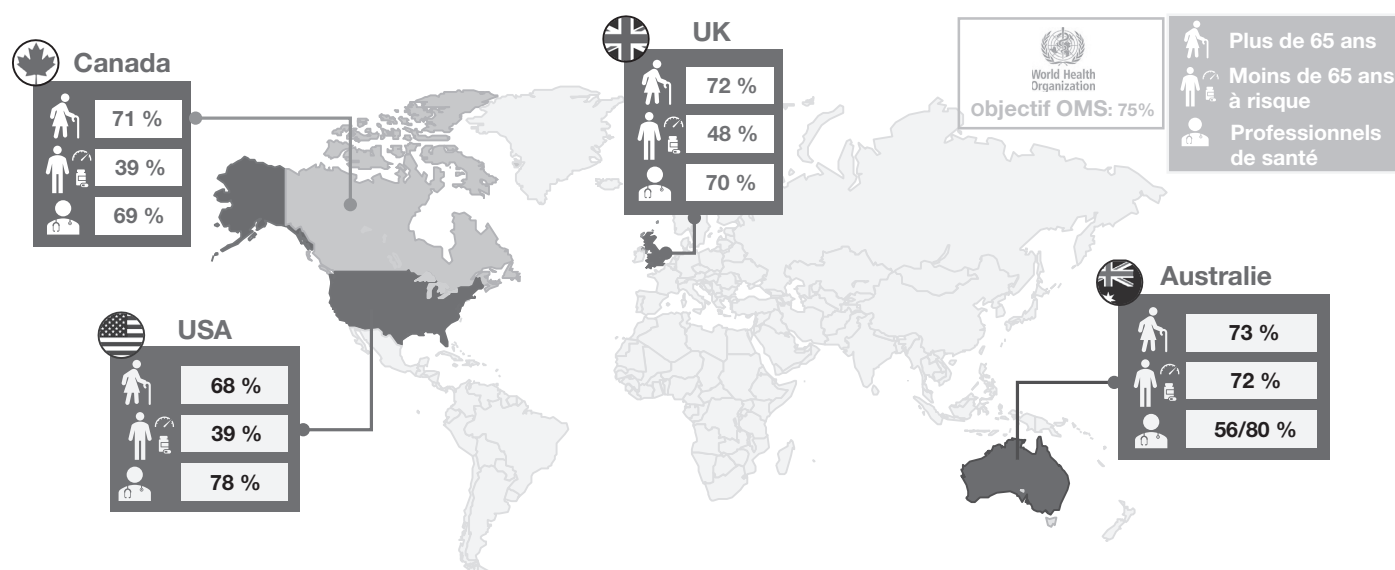 Canada
71 %
39 %
69 %
USA
68 %
39 %
78 %
UK
72 %
48 %
70 %
World Health
Organization
objectif OMS: 75%
Plus de 65 ans
Moins de 65 ans
à risque
Professionnels
de santé
Australie
73 %
72 %
56/80 %